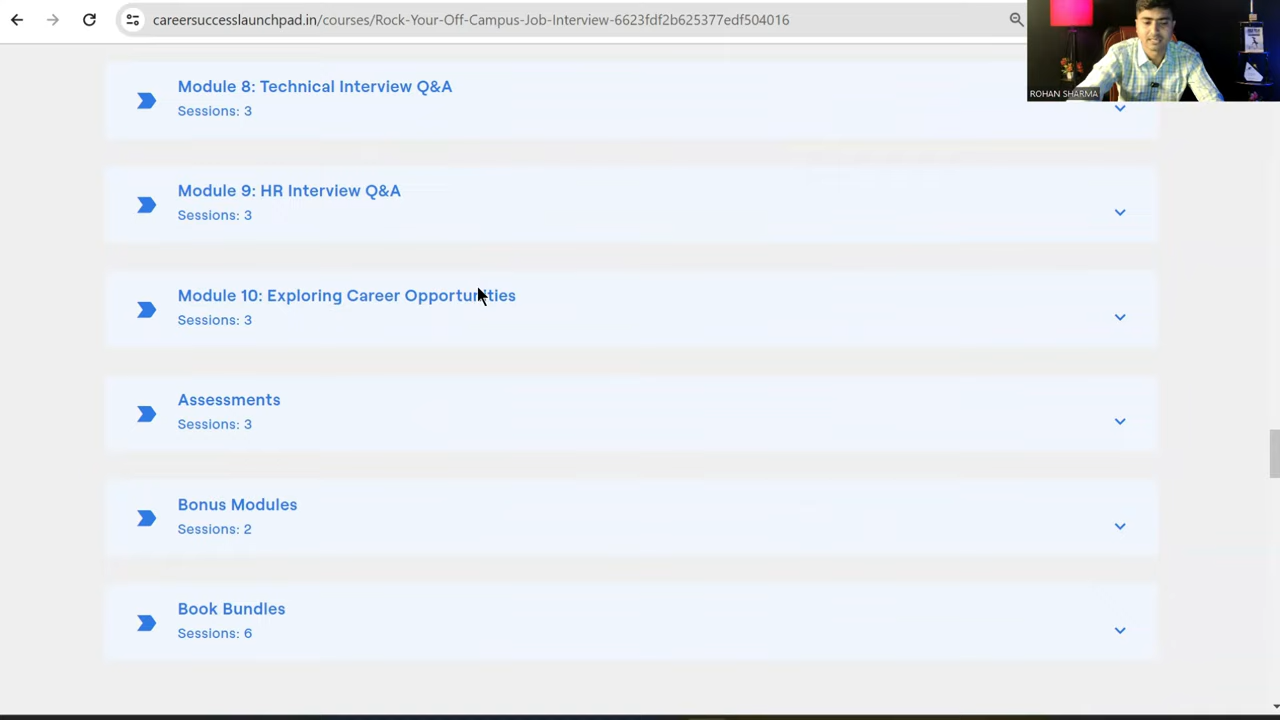 careersuccesslaunchpad.in/courses/Rock-Your-Off-Campus-Job-Interview-6623fdf2b625377edf504016
ROHAN SHARMA
Module 8: Technical Interview Q&A
Sessions: 3
Module 9: HR Interview Q&A
Sessions: 3
Module 10: Exploring Career Opportunities
Sessions: 3
Assessments
Sessions: 3
Bonus Modules
Sessions: 2
Book Bundles
Sessions: 6